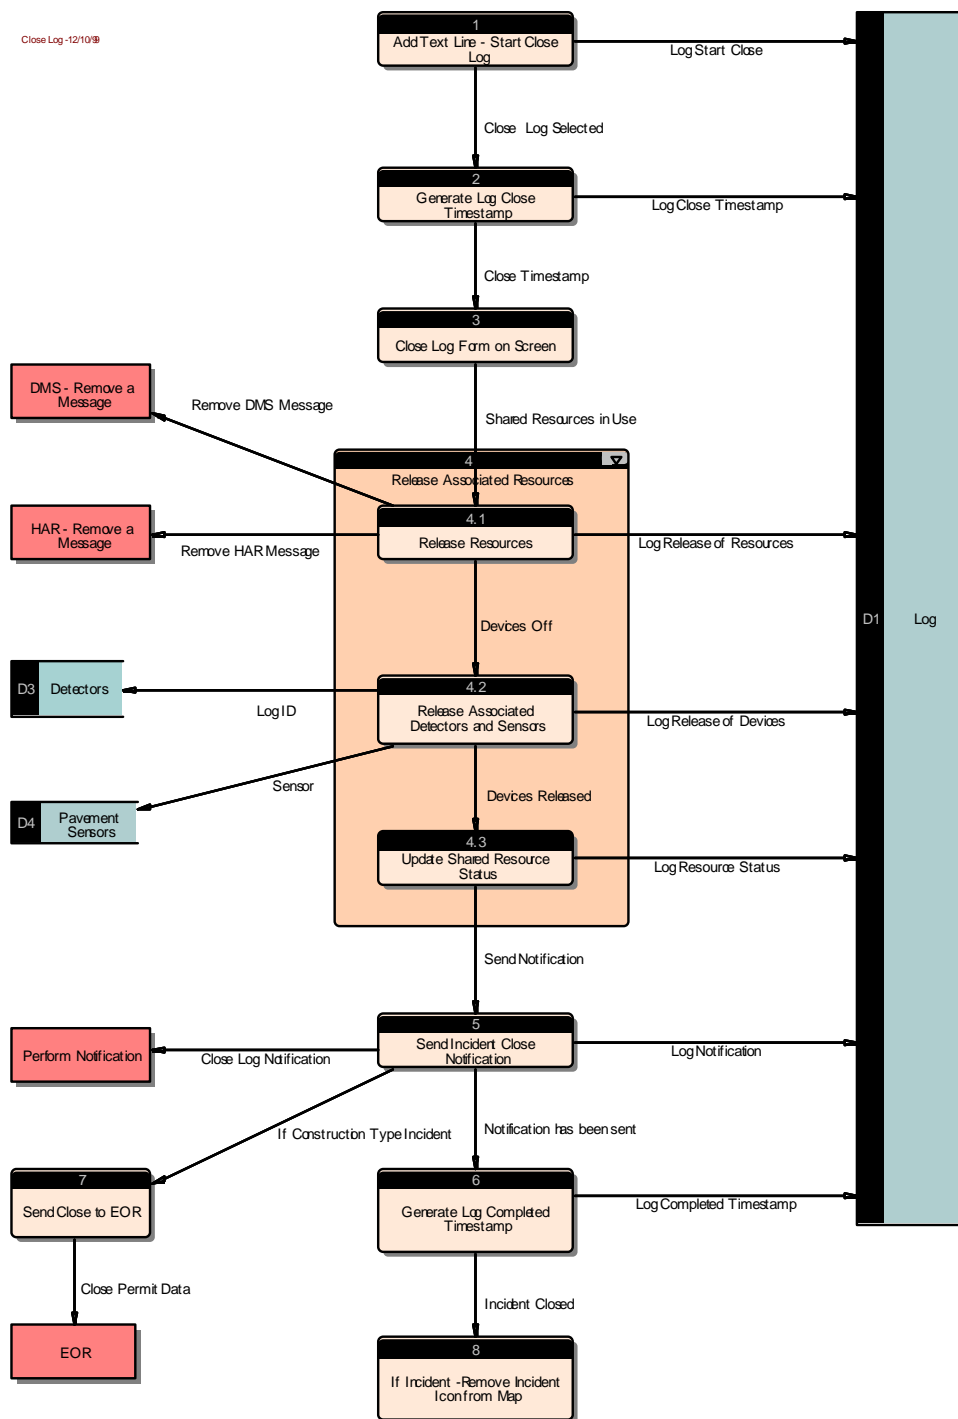 Close Log -12/10/99
1
Add Text Line - Start Close
Log
Log Start Close
Close Log Selected
2
Generate Log Close
Timestamp
Log Close Timestamp
Close Timestamp
3
Close Log Form on Screen
DMS - Remove a
Message
Remove DMS Message
Shared Resources in Use
4
Release Associated Resources
HAR - Remove a
Message
Remove HAR Message
4.1
Release Resources
Log Release of Resources
Devices Off
D1
Log
D3
Detectors
Log ID
4.2
Release Associated
Detectors and Sensors
Log Release of Devices
Sensor
Devices Released
D4
Pavement
Sensors
4.3
Update Shared Resource
Status
Log Resource Status
Send Notification
Perform Notification
Close Log Notification
5
Send Incident Close
Notification
Log Notification
If Construction Type Incident
Notification has been sent
7
Send Close to EOR
6
Generate Log Completed
Timestamp
Log Completed Timestamp
Close Permit Data
Incident Closed
EOR
8
If Incident -Remove Incident
Icon from Map